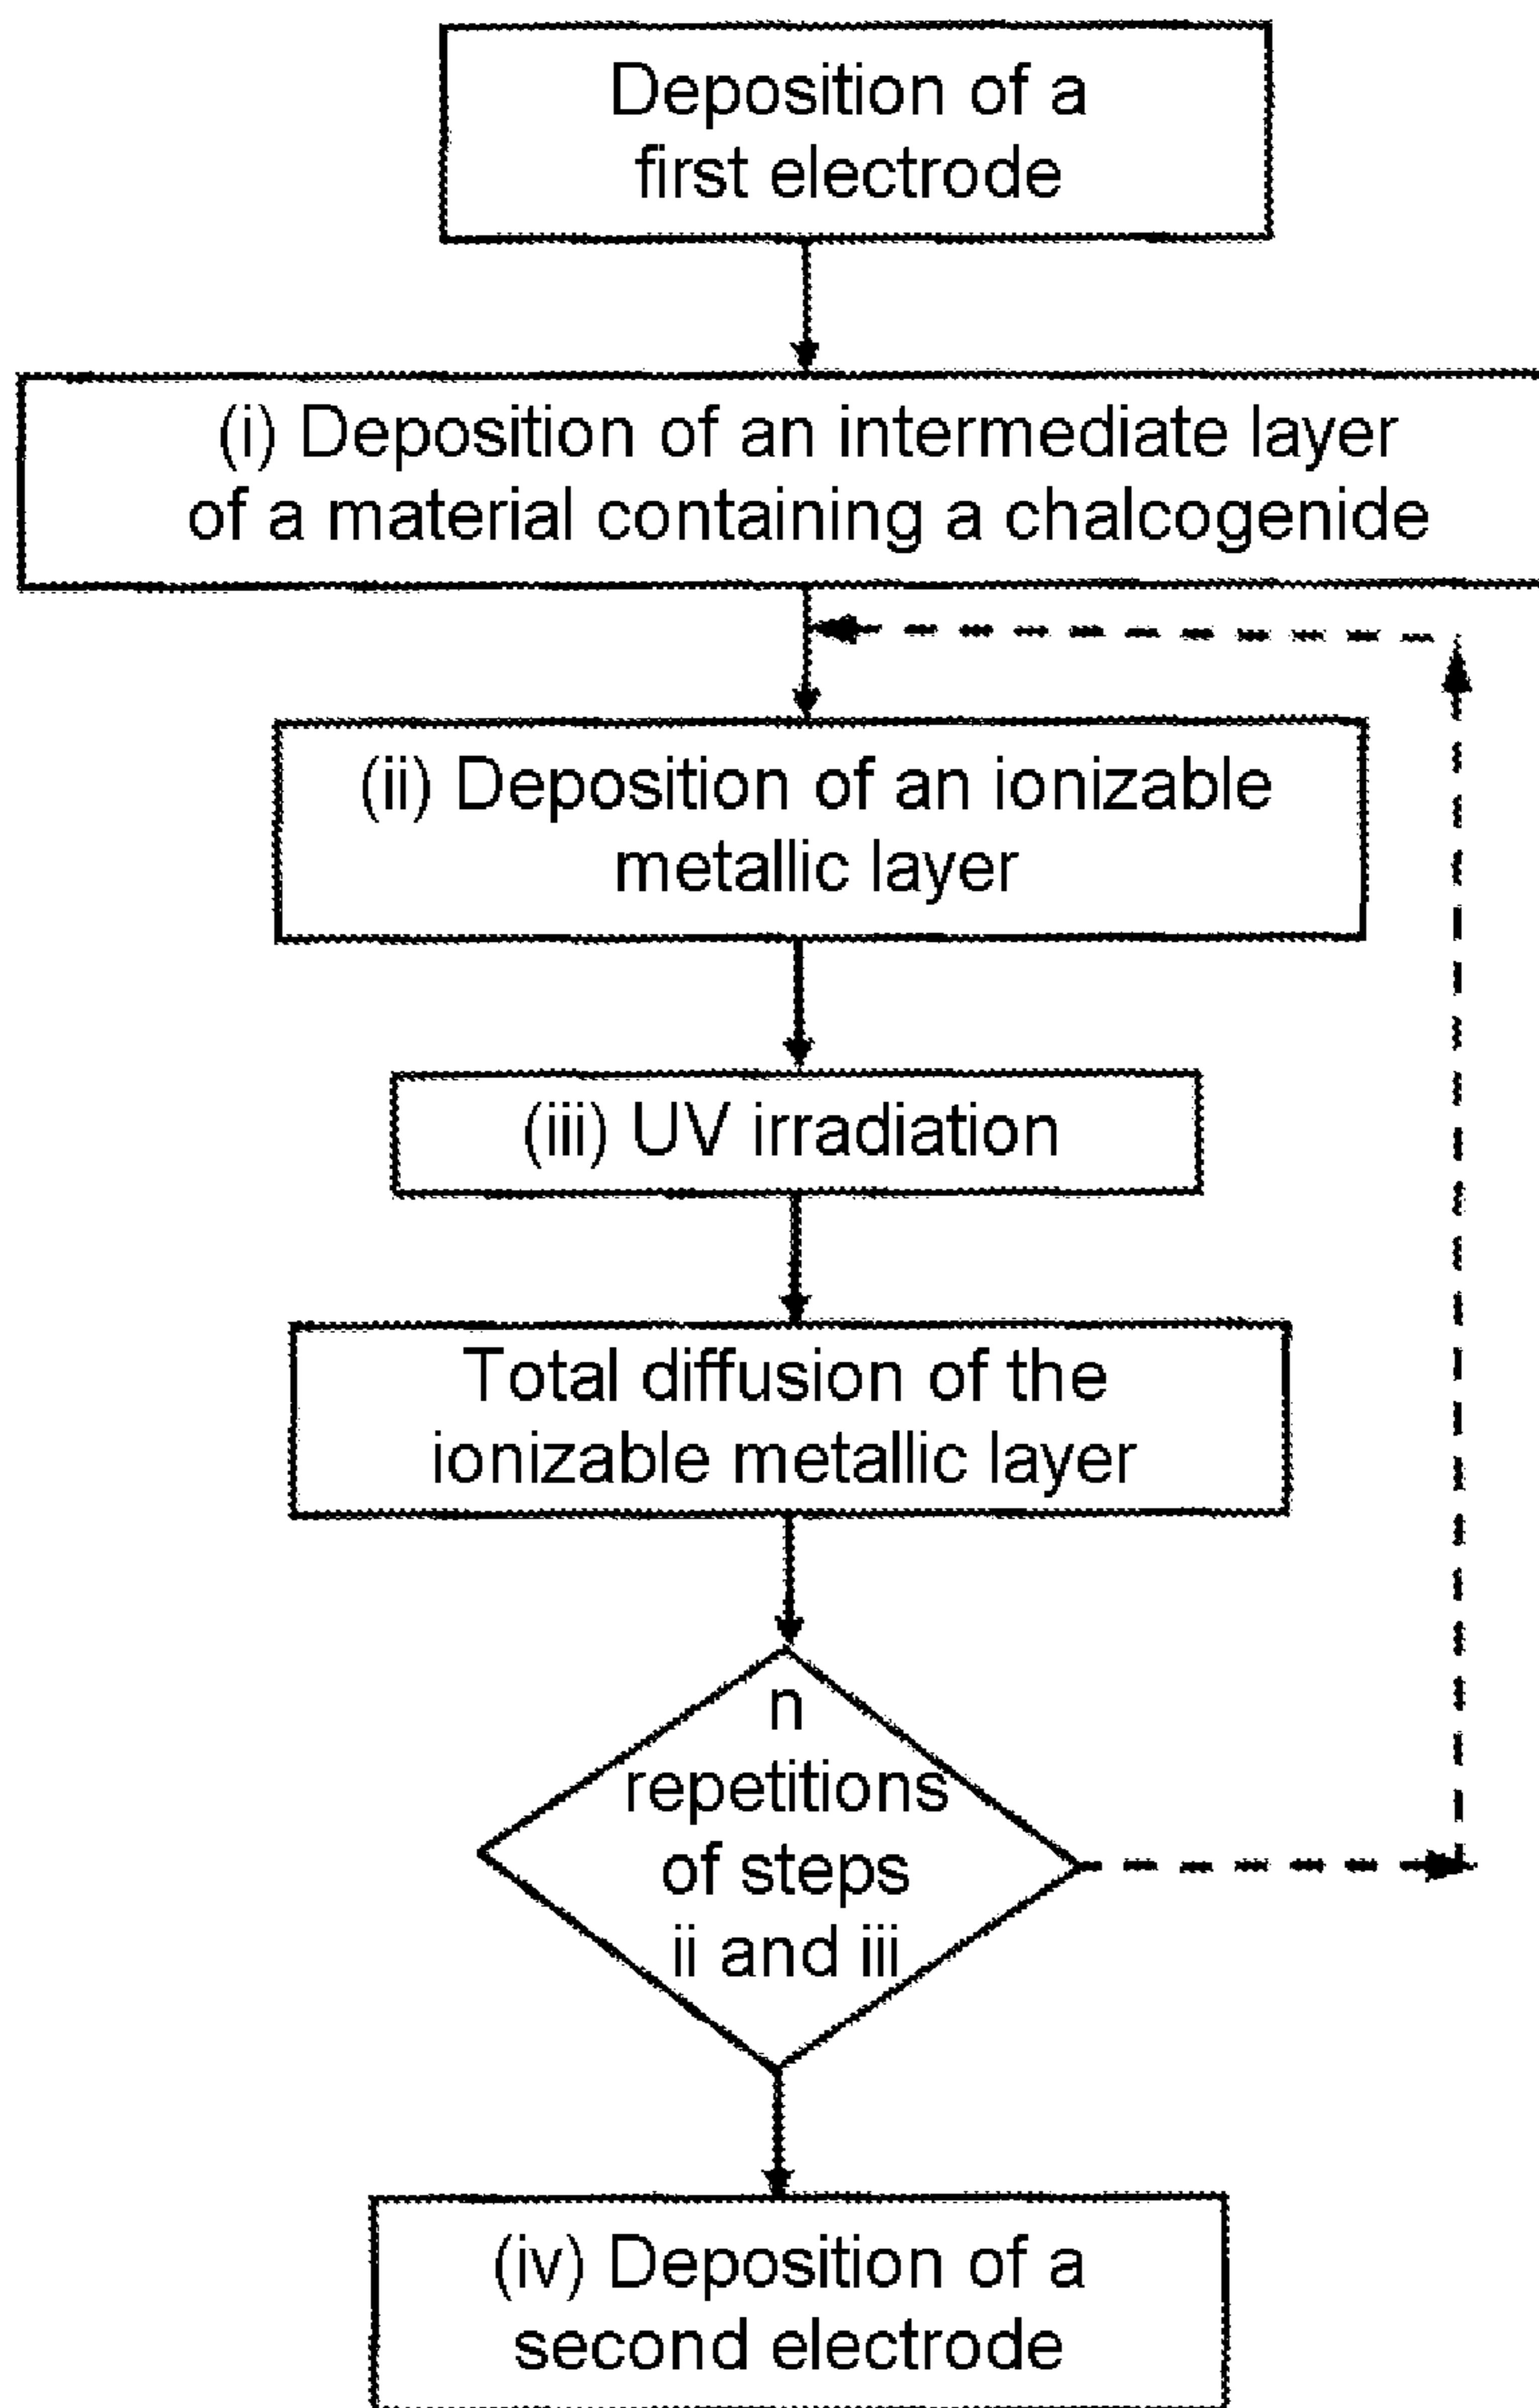 Deposition of a
first electrode
(i) Deposition of an intermediate layer
of a material containing a chalcogenide
(ii) Deposition of an ionizable
metallic layer
(iii) UV irradiation
Total diffusion of the
ionizable metallic layer
n
repetitions
of steps
ii and iii
(iv) Deposition of a
second electrode